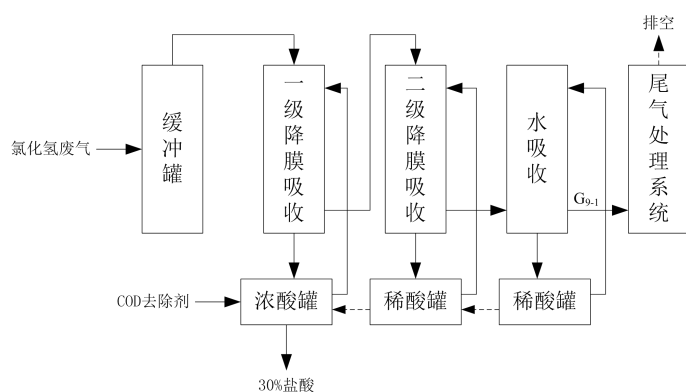 排空
缓冲罐
一级降膜吸收
二级降膜吸收
水吸收
尾气处理系统
氯化氢废气
G9-1
COD去除剂
浓酸罐
稀酸罐
稀酸罐
30%盐酸